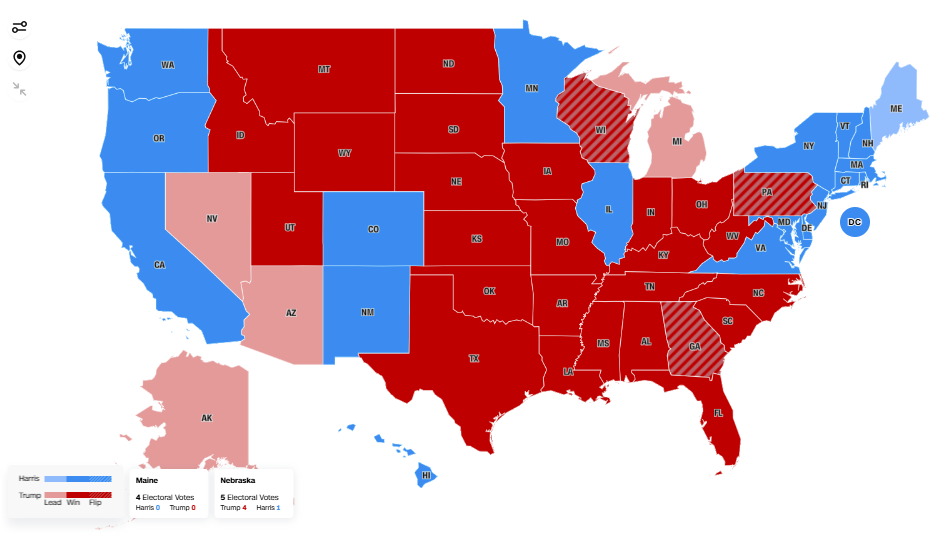 WA
MT
ND
MN
ME
OR
ID
SD
WI
MI
VT
NH
NY
WY
MA
CT
RI
NV
NE
IA
PA
NJ
UT
CO
IL
IN
OH
MD
DE
DC
CA
KS
MO
KY
WV
VA
AZ
NM
OK
AR
TN
NC
TX
LA
MS
AL
GA
SC
AK
FL
HI
Harris
Trump
Lead Win Flip
Maine
4 Electoral Votes
Harris 0 Trump 0
Nebraska
5 Electoral Votes
Trump 4 Harris 1